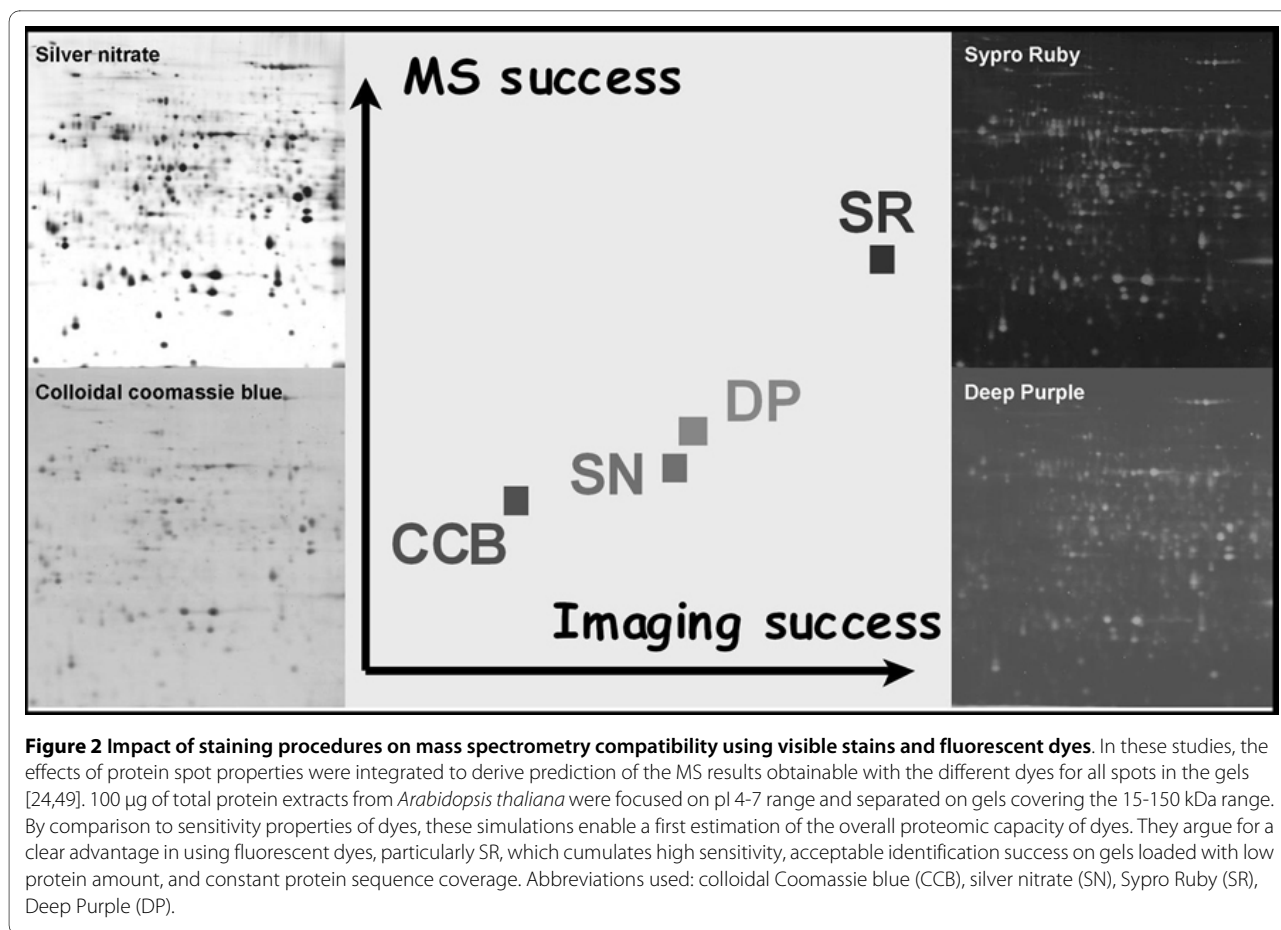 Silver nitrate
MS success
Sypro Ruby
SR
Colloidal coomassie blue
Deep Purple
DP
SN
CCB
Imaging success
Figure 2 Impact of staining procedures on mass spectrometry compatibility using visible stains and fluorescent dyes. In these studies, the
effects of protein spot properties were integrated to derive prediction of the MS results obtainable with the different dyes for all spots in the gels
[24,49]. 100 μg of total protein extracts from Arabidopsis thaliana were focused on pI 4-7 range and separated on gels covering the 15-150 kDa range.
By comparison to sensitivity properties of dyes, these simulations enable a first estimation of the overall proteomic capacity of dyes. They argue for a
clear advantage in using fluorescent dyes, particularly SR, which cumulates high sensitivity, acceptable identification success on gels loaded with low
protein amount, and constant protein sequence coverage. Abbreviations used: colloidal Coomassie blue (CCB), silver nitrate (SN), Sypro Ruby (SR),
Deep Purple (DP).